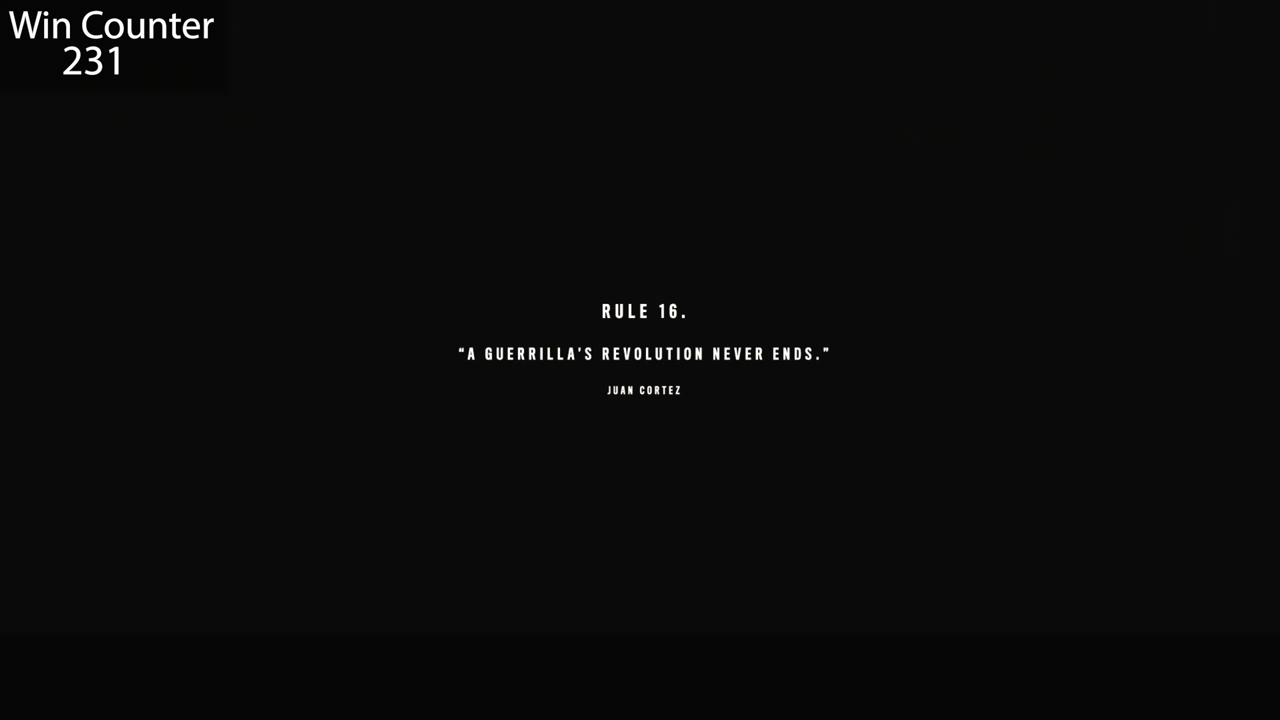 Win Counter
231
RULE 16.
“A GUERRILLA’S REVOLUTION NEVER ENDS.”
JUAN CORTEZ